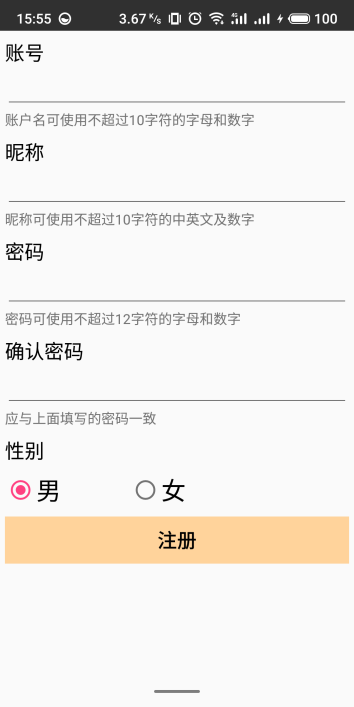 15:55 3.67 K/s 4G 100
账号
账户名可使用不超过10字符的字母和数字
昵称
昵称可使用不超过10字符的中英文及数字
密码
密码可使用不超过12字符的字母和数字
确认密码
应与上面填写的密码一致
性别
男 女
注册